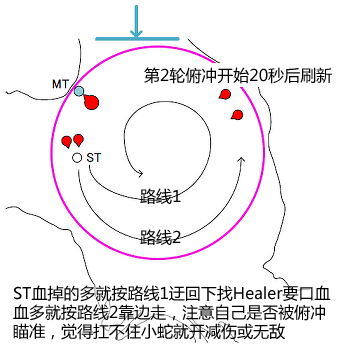 第2轮俯冲开始20秒后刷新
MT
ST
路线1
路线2
ST血掉的多就按路线1迂回下找Healer要口血
血多就按路线2靠边走，注意自己是否被俯冲
瞄准，觉得扛不住小蛇就开减伤或无敌